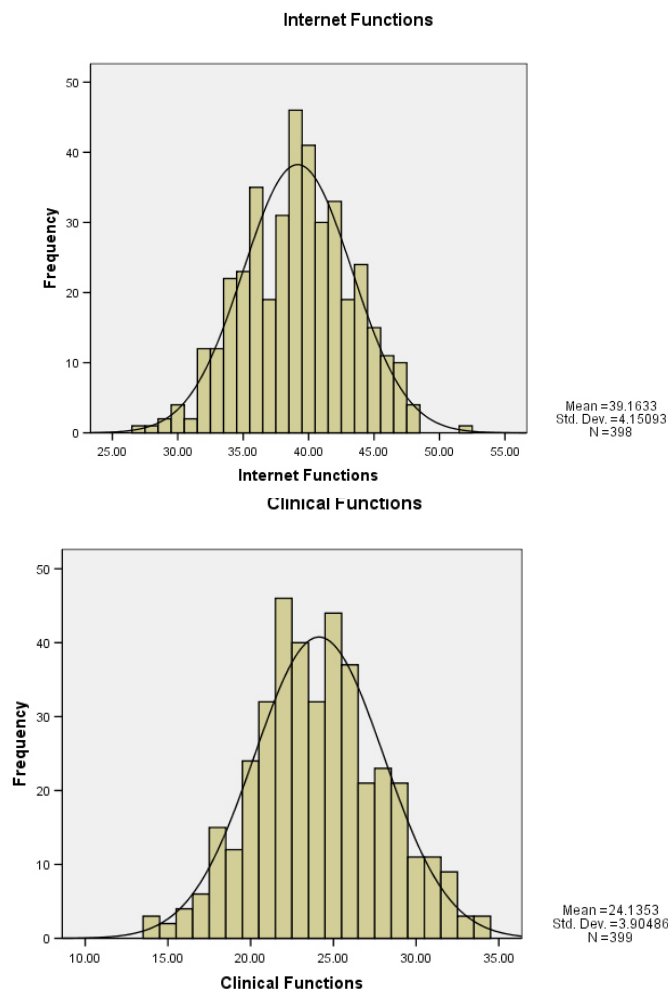 Internet Functions
50
40
30
20
10
0
Frequency
25.00 30.00 35.00 40.00 45.00 50.00 55.00
Internet Functions
Mean =39.1633
Std. Dev. =4.15093
N =398
Clinical Functions
50
40
30
20
10
0
Frequency
10.00 15.00 20.00 25.00 30.00 35.00
Clinical Functions
Mean =24.1353
Std. Dev. =3.90486
N =399